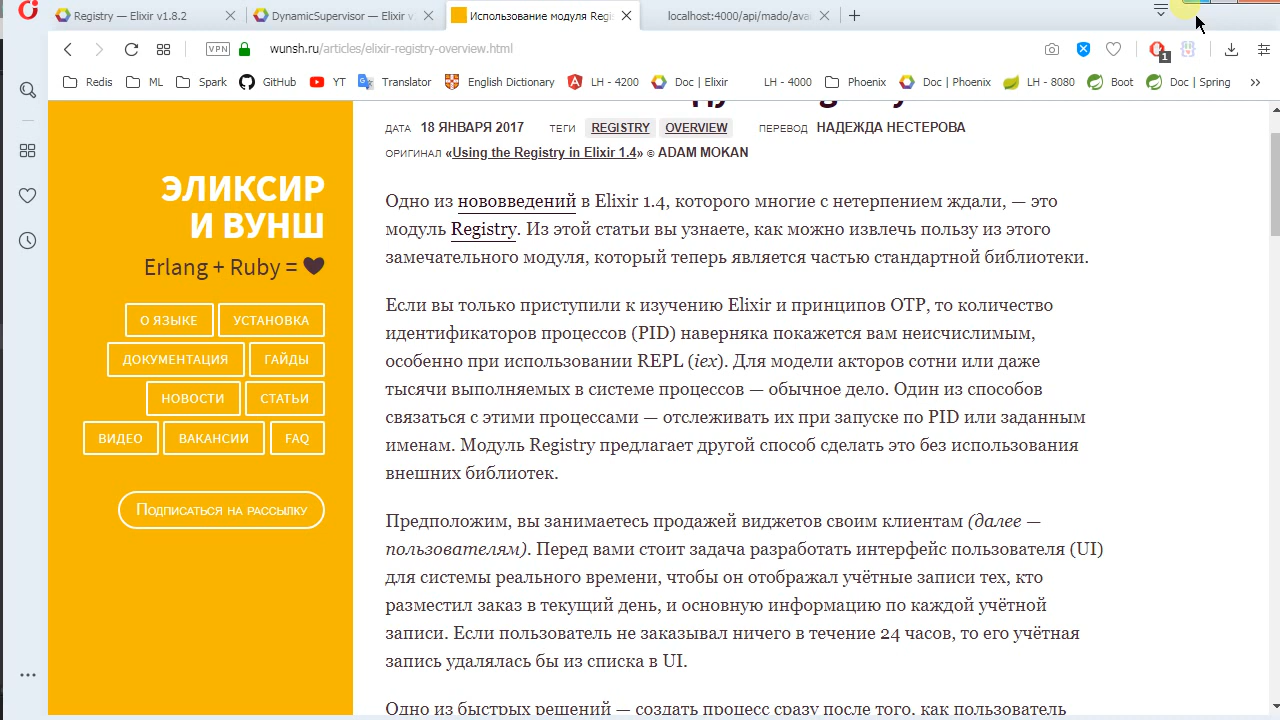 Registry — Elixir v1.8.2
DynamicSupervisor — Elixir v
Использование модуля Regi
localhost:4000/api/mado/ava
VPN
wunsh.ru/articles/elixir-registry-overview.html
1
Redis
ML
Spark
GitHub
YT
Translator
English Dictionary
LH - 4200
Doc | Elixir
LH - 4000
Phoenix
Doc | Phoenix
LH - 8080
Boot
Doc | Spring
ЭЛИКСИР
И ВУНШ
Erlang + Ruby =
О ЯЗЫКЕ
УСТАНОВКА
ДОКУМЕНТАЦИЯ
ГАЙДЫ
НОВОСТИ
СТАТЬИ
ВИДЕО
ВАКАНСИИ
FAQ
Подписаться на рассылку
ДАТА 18 ЯНВАРЯ 2017 ТЕГИ REGISTRY OVERVIEW ПЕРЕВОД НАДЕЖДА НЕСТЕРОВА
ОРИГИНАЛ «Using the Registry in Elixir 1.4» © ADAM MOKAN
Одно из нововведений в Elixir 1.4, которого многие с нетерпением ждали, — это
модуль Registry. Из этой статьи вы узнаете, как можно извлечь пользу из этого
замечательного модуля, который теперь является частью стандартной библиотеки.
Если вы только приступили к изучению Elixir и принципов OTP, то количество
идентификаторов процессов (PID) наверняка покажется вам неисчислимым,
особенно при использовании REPL (iex). Для модели акторов сотни или даже
тысячи выполняемых в системе процессов — обычное дело. Один из способов
связаться с этими процессами — отслеживать их при запуске по PID или заданным
именам. Модуль Registry предлагает другой способ сделать это без использования
внешних библиотек.
Предположим, вы занимаетесь продажей виджетов своим клиентам (далее —
пользователям). Перед вами стоит задача разработать интерфейс пользователя (UI)
для системы реального времени, чтобы он отображал учётные записи тех, кто
разместил заказ в текущий день, и основную информацию по каждой учётной
записи. Если пользователь не заказывал ничего в течение 24 часов, то его учётная
запись удалялась бы из списка в UI.
Одно из быстрых решений — создать процесс сразу после того, как пользователь